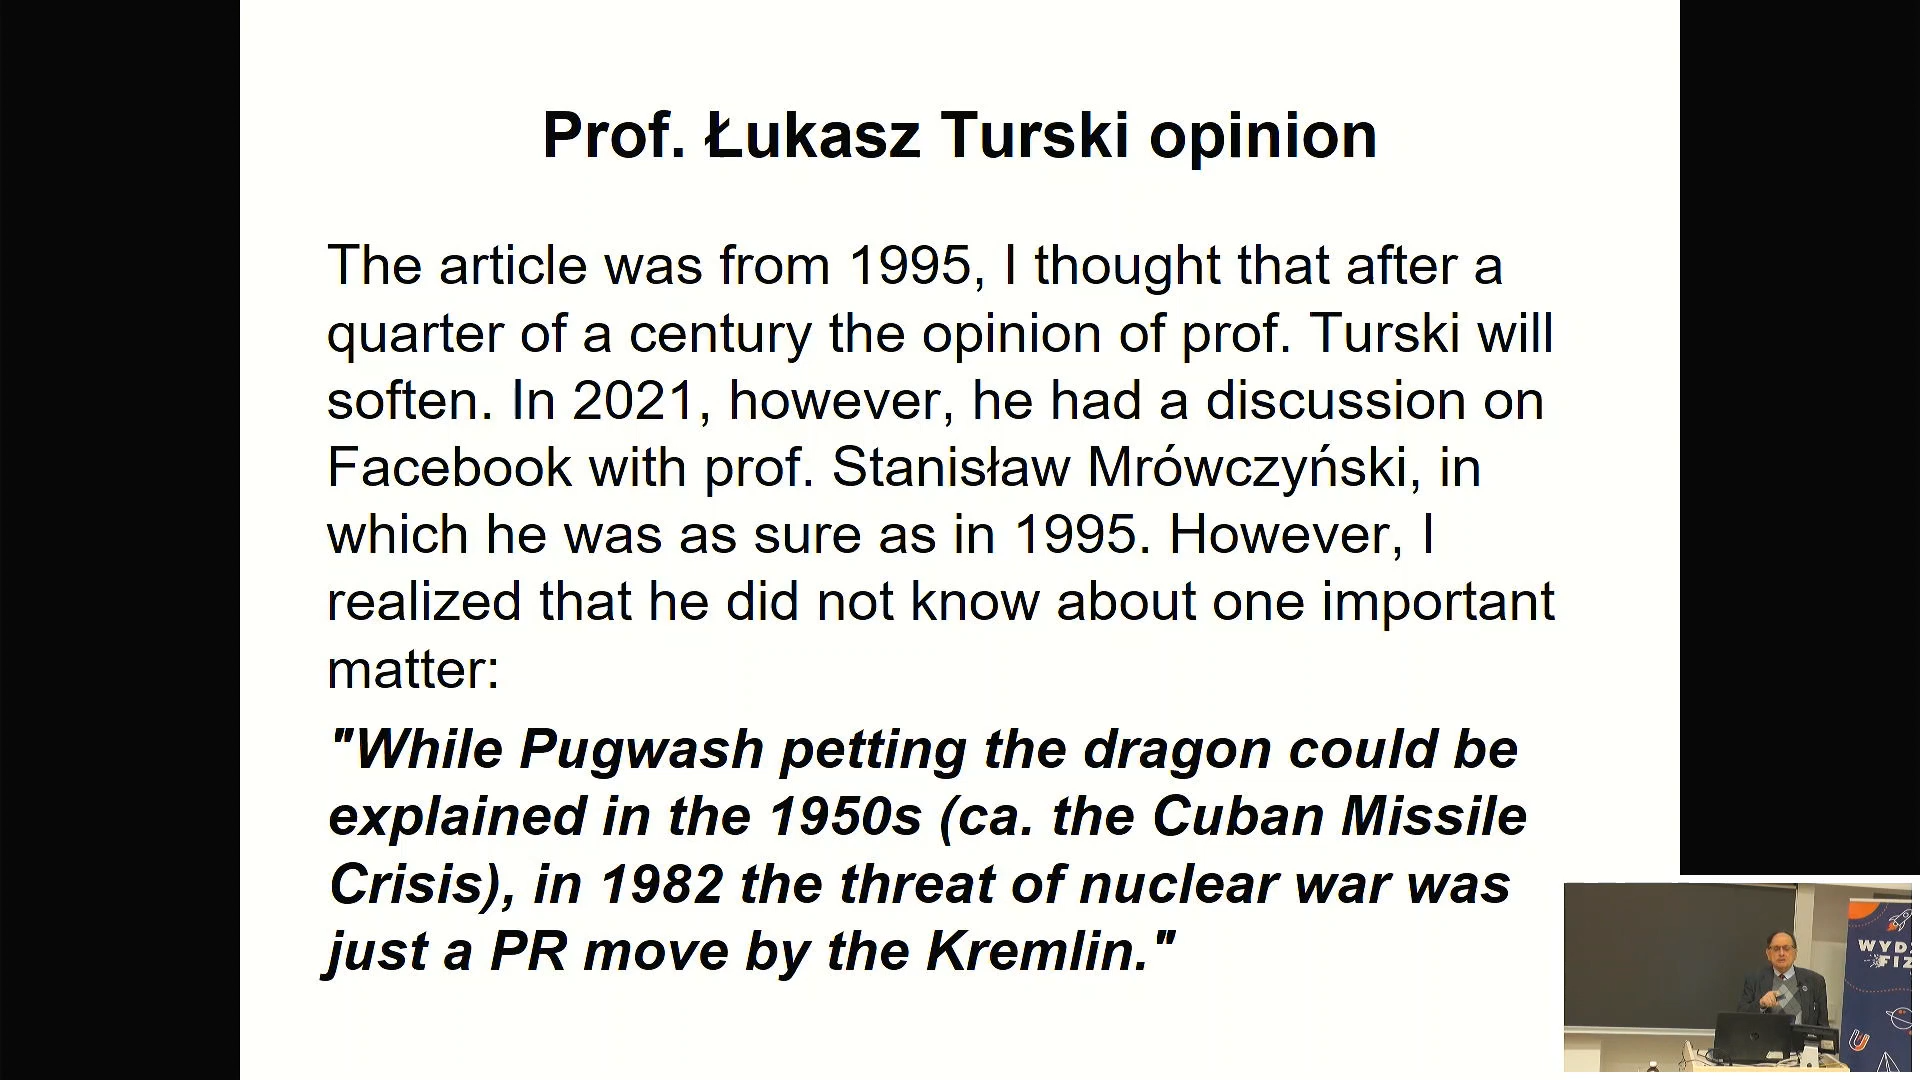 Prof. Łukasz Turski opinion
The article was from 1995, I thought that after a
quarter of a century the opinion of prof. Turski will
soften. In 2021, however, he had a discussion on
Facebook with prof. Stanisław Mrówczyński, in
which he was as sure as in 1995. However, I
realized that he did not know about one important
matter:
"While Pugwash petting the dragon could be
explained in the 1950s (ca. the Cuban Missile
Crisis), in 1982 the threat of nuclear war was
just a PR move by the Kremlin."